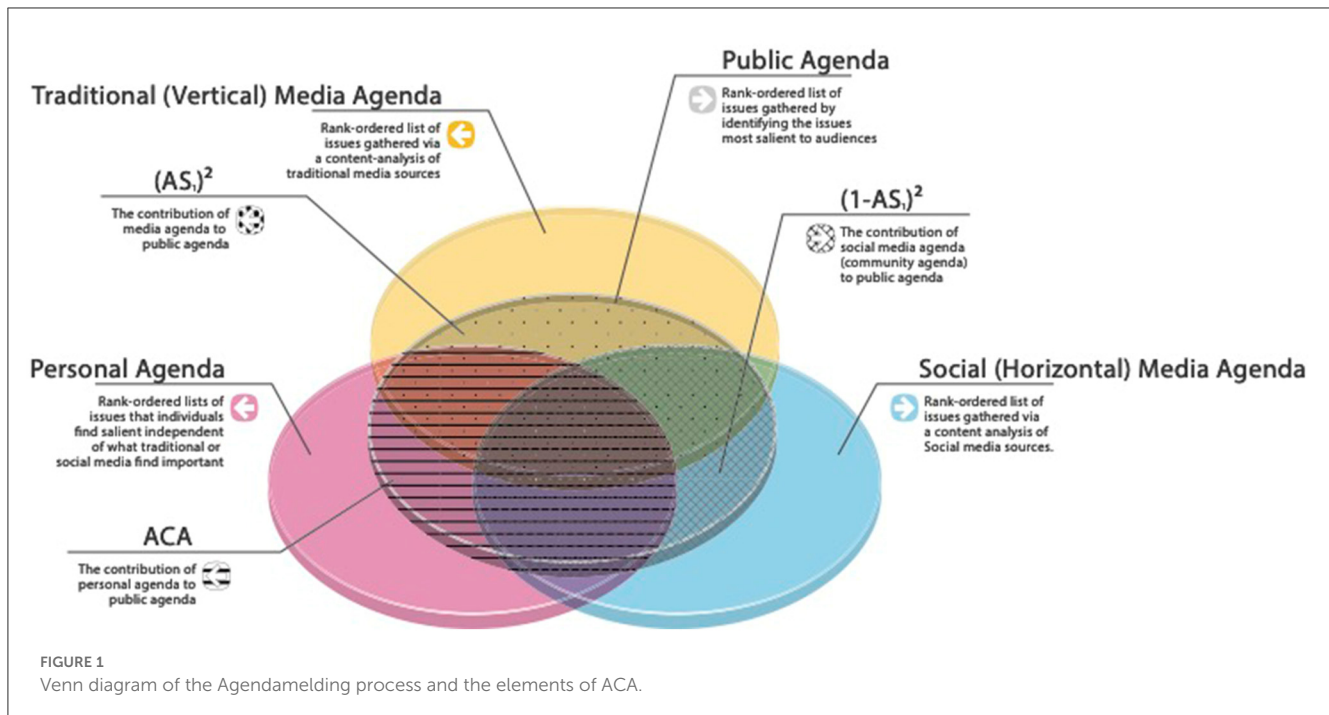 Public Agenda
Rank-ordered list of
issues gathered by
identifying the issues
most salient to audiences
Traditional (Vertical) Media Agenda
Rank-ordered list of
issues gathered via
a content-analysis of
traditional media sources
(AS₁)²
The contribution of
media agenda to
public agenda
(1-AS₁)²
The contribution of
social media agenda
(community agenda)
to public agenda
Personal Agenda
Rank-ordered lists of
issues that individuals
find salient independent
of what traditional or
social media find important
Social (Horizontal) Media Agenda
Rank-ordered list of
issues gathered via
a content analysis of
Social media sources.
ACA
The contribution of
personal agenda to
public agenda
FIGURE 1
Venn diagram of the Agendamelding process and the elements of ACA.